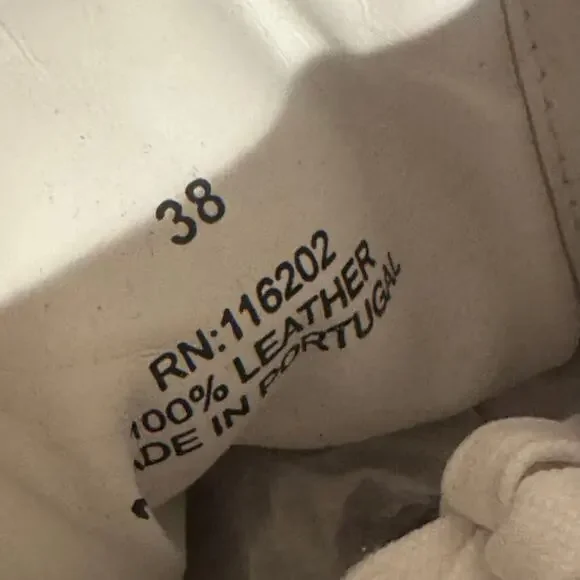 38
RN:116202
100% LEATHER
ADE IN PORTUGAL